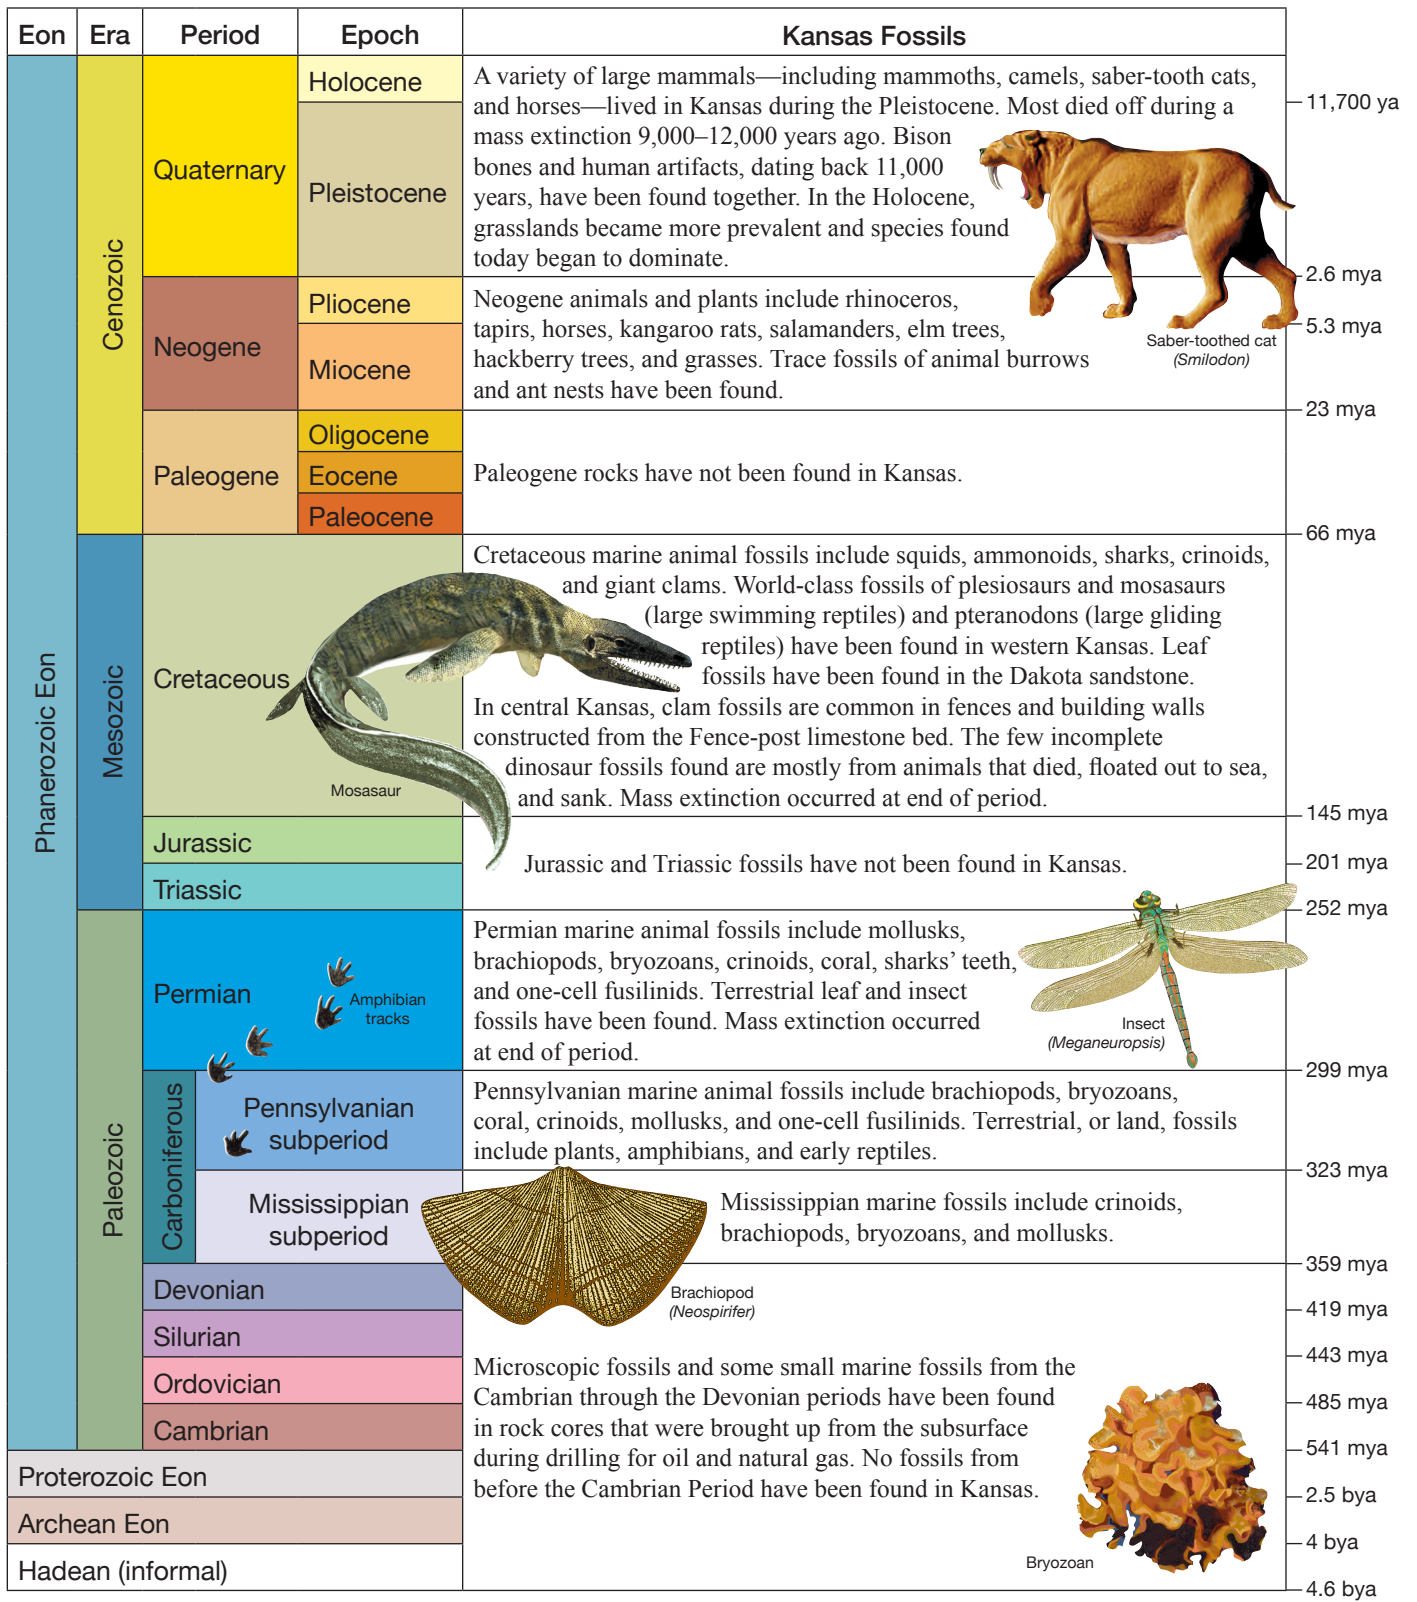 Eon Era Period Epoch Kansas Fossils
Phanerozoic Eon
Cenozoic
Quaternary
Holocene
Pleistocene
A variety of large mammals—including mammoths, camels, saber-tooth cats,
and horses—lived in Kansas during the Pleistocene. Most died off during a
mass extinction 9,000–12,000 years ago. Bison
bones and human artifacts, dating back 11,000
years, have been found together. In the Holocene,
grasslands became more prevalent and species found
today began to dominate.
11,700 ya
2.6 mya
Neogene
Pliocene
Miocene
Neogene animals and plants include rhinoceros,
tapirs, horses, kangaroo rats, salamanders, elm trees,
hackberry trees, and grasses. Trace fossils of animal burrows
and ant nests have been found.
Saber-toothed cat
(Smilodon)
5.3 mya
23 mya
Paleogene
Oligocene
Eocene
Paleocene
Paleogene rocks have not been found in Kansas.
66 mya
Mesozoic
Cretaceous
Mosasaur
Cretaceous marine animal fossils include squids, ammonoids, sharks, crinoids,
and giant clams. World-class fossils of plesiosaurs and mosasaurs
(large swimming reptiles) and pteranodons (large gliding
reptiles) have been found in western Kansas. Leaf
fossils have been found in the Dakota sandstone.
In central Kansas, clam fossils are common in fences and building walls
constructed from the Fence-post limestone bed. The few incomplete
dinosaur fossils found are mostly from animals that died, floated out to sea,
and sank. Mass extinction occurred at end of period.
145 mya
Jurassic
Triassic
Jurassic and Triassic fossils have not been found in Kansas.
201 mya
252 mya
Paleozoic
Permian
Amphibian
tracks
Permian marine animal fossils include mollusks,
brachiopods, bryozoans, crinoids, coral, sharks' teeth,
and one-cell fusilinids. Terrestrial leaf and insect
fossils have been found. Mass extinction occurred
at end of period.
Insect
(Meganeuropsis)
299 mya
Carboniferous
Pennsylvanian
subperiod
Pennsylvanian marine animal fossils include brachiopods, bryozoans,
coral, crinoids, mollusks, and one-cell fusilinids. Terrestrial, or land, fossils
include plants, amphibians, and early reptiles.
323 mya
Mississippian
subperiod
Mississippian marine fossils include crinoids,
brachiopods, bryozoans, and mollusks.
359 mya
Brachiopod
(Neospirifer)
Devonian
419 mya
Silurian
443 mya
Ordovician
485 mya
Cambrian
541 mya
Microscopic fossils and some small marine fossils from the
Cambrian through the Devonian periods have been found
in rock cores that were brought up from the subsurface
during drilling for oil and natural gas. No fossils from
before the Cambrian Period have been found in Kansas.
Bryozoan
Proterozoic Eon
2.5 bya
Archean Eon
4 bya
Hadean (informal)
4.6 bya